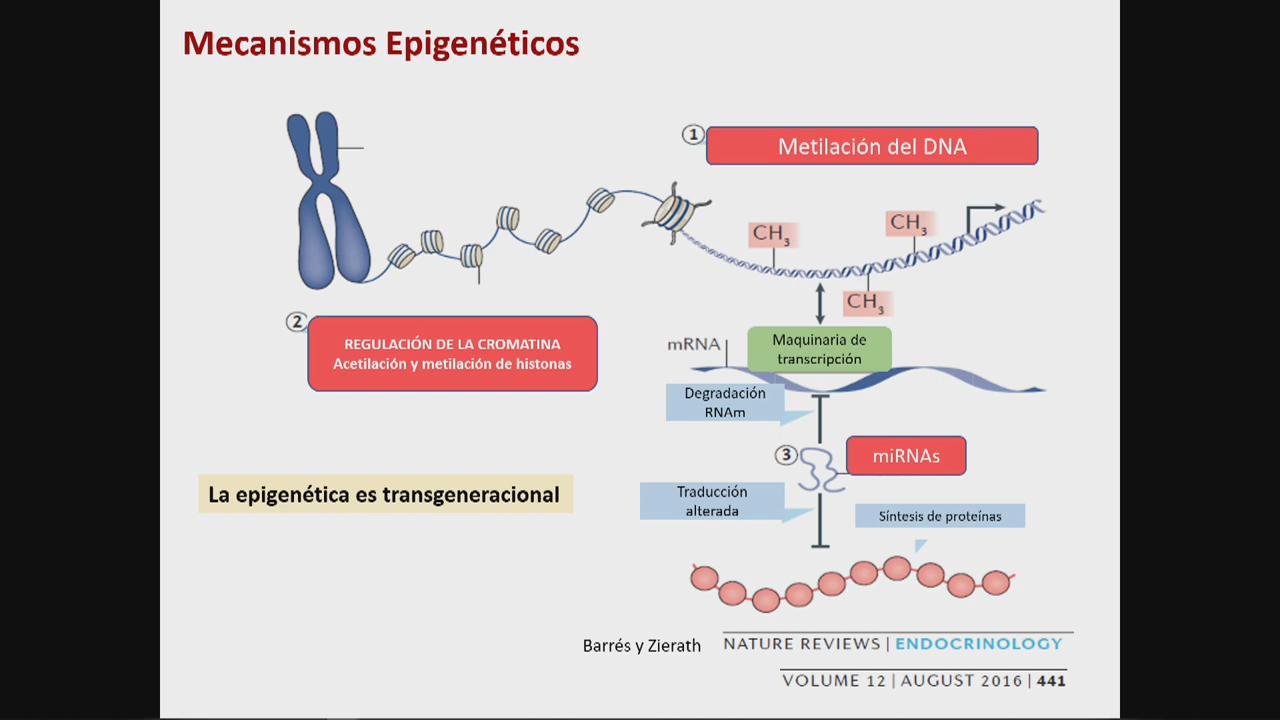 Mecanismos Epigenéticos
1
Metilación del DNA
CH3
CH3
CH3
2
REGULACIÓN DE LA CROMATINA
Acetilación y metilación de histonas
mRNA
Maquinaria de
transcripción
Degradación
RNAm
3
miRNAs
La epigenética es transgeneracional
Traducción
alterada
Síntesis de proteínas
Barrés y Zierath
NATURE REVIEWS | ENDOCRINOLOGY
VOLUME 12 | AUGUST 2016 | 441